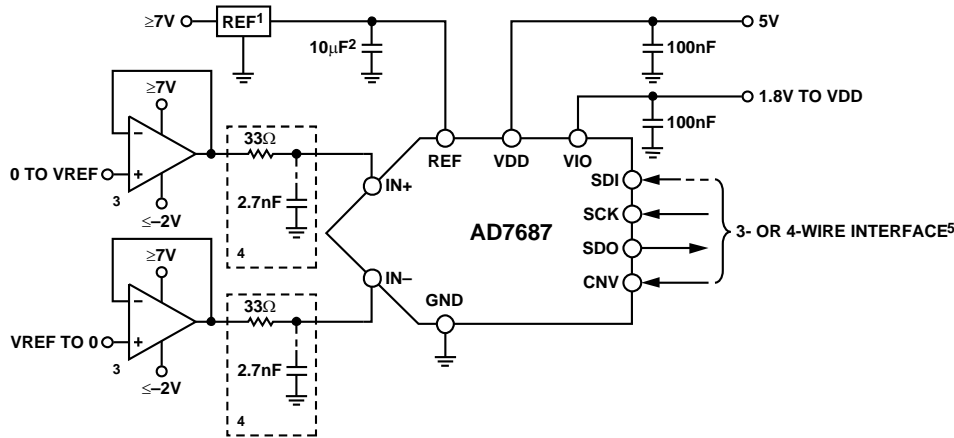 ≥7V
REF¹
10µF²
5V
100nF
1.8V TO VDD
100nF
≥7V
−
0 TO VREF
+
3
≤–2V
33Ω
2.7nF
4
REF
VDD
VIO
IN+
IN–
AD7687
GND
SDI
SCK
SDO
CNV
3- OR 4-WIRE INTERFACE⁵
≥7V
−
VREF TO 0
+
3
≤–2V
33Ω
2.7nF
4